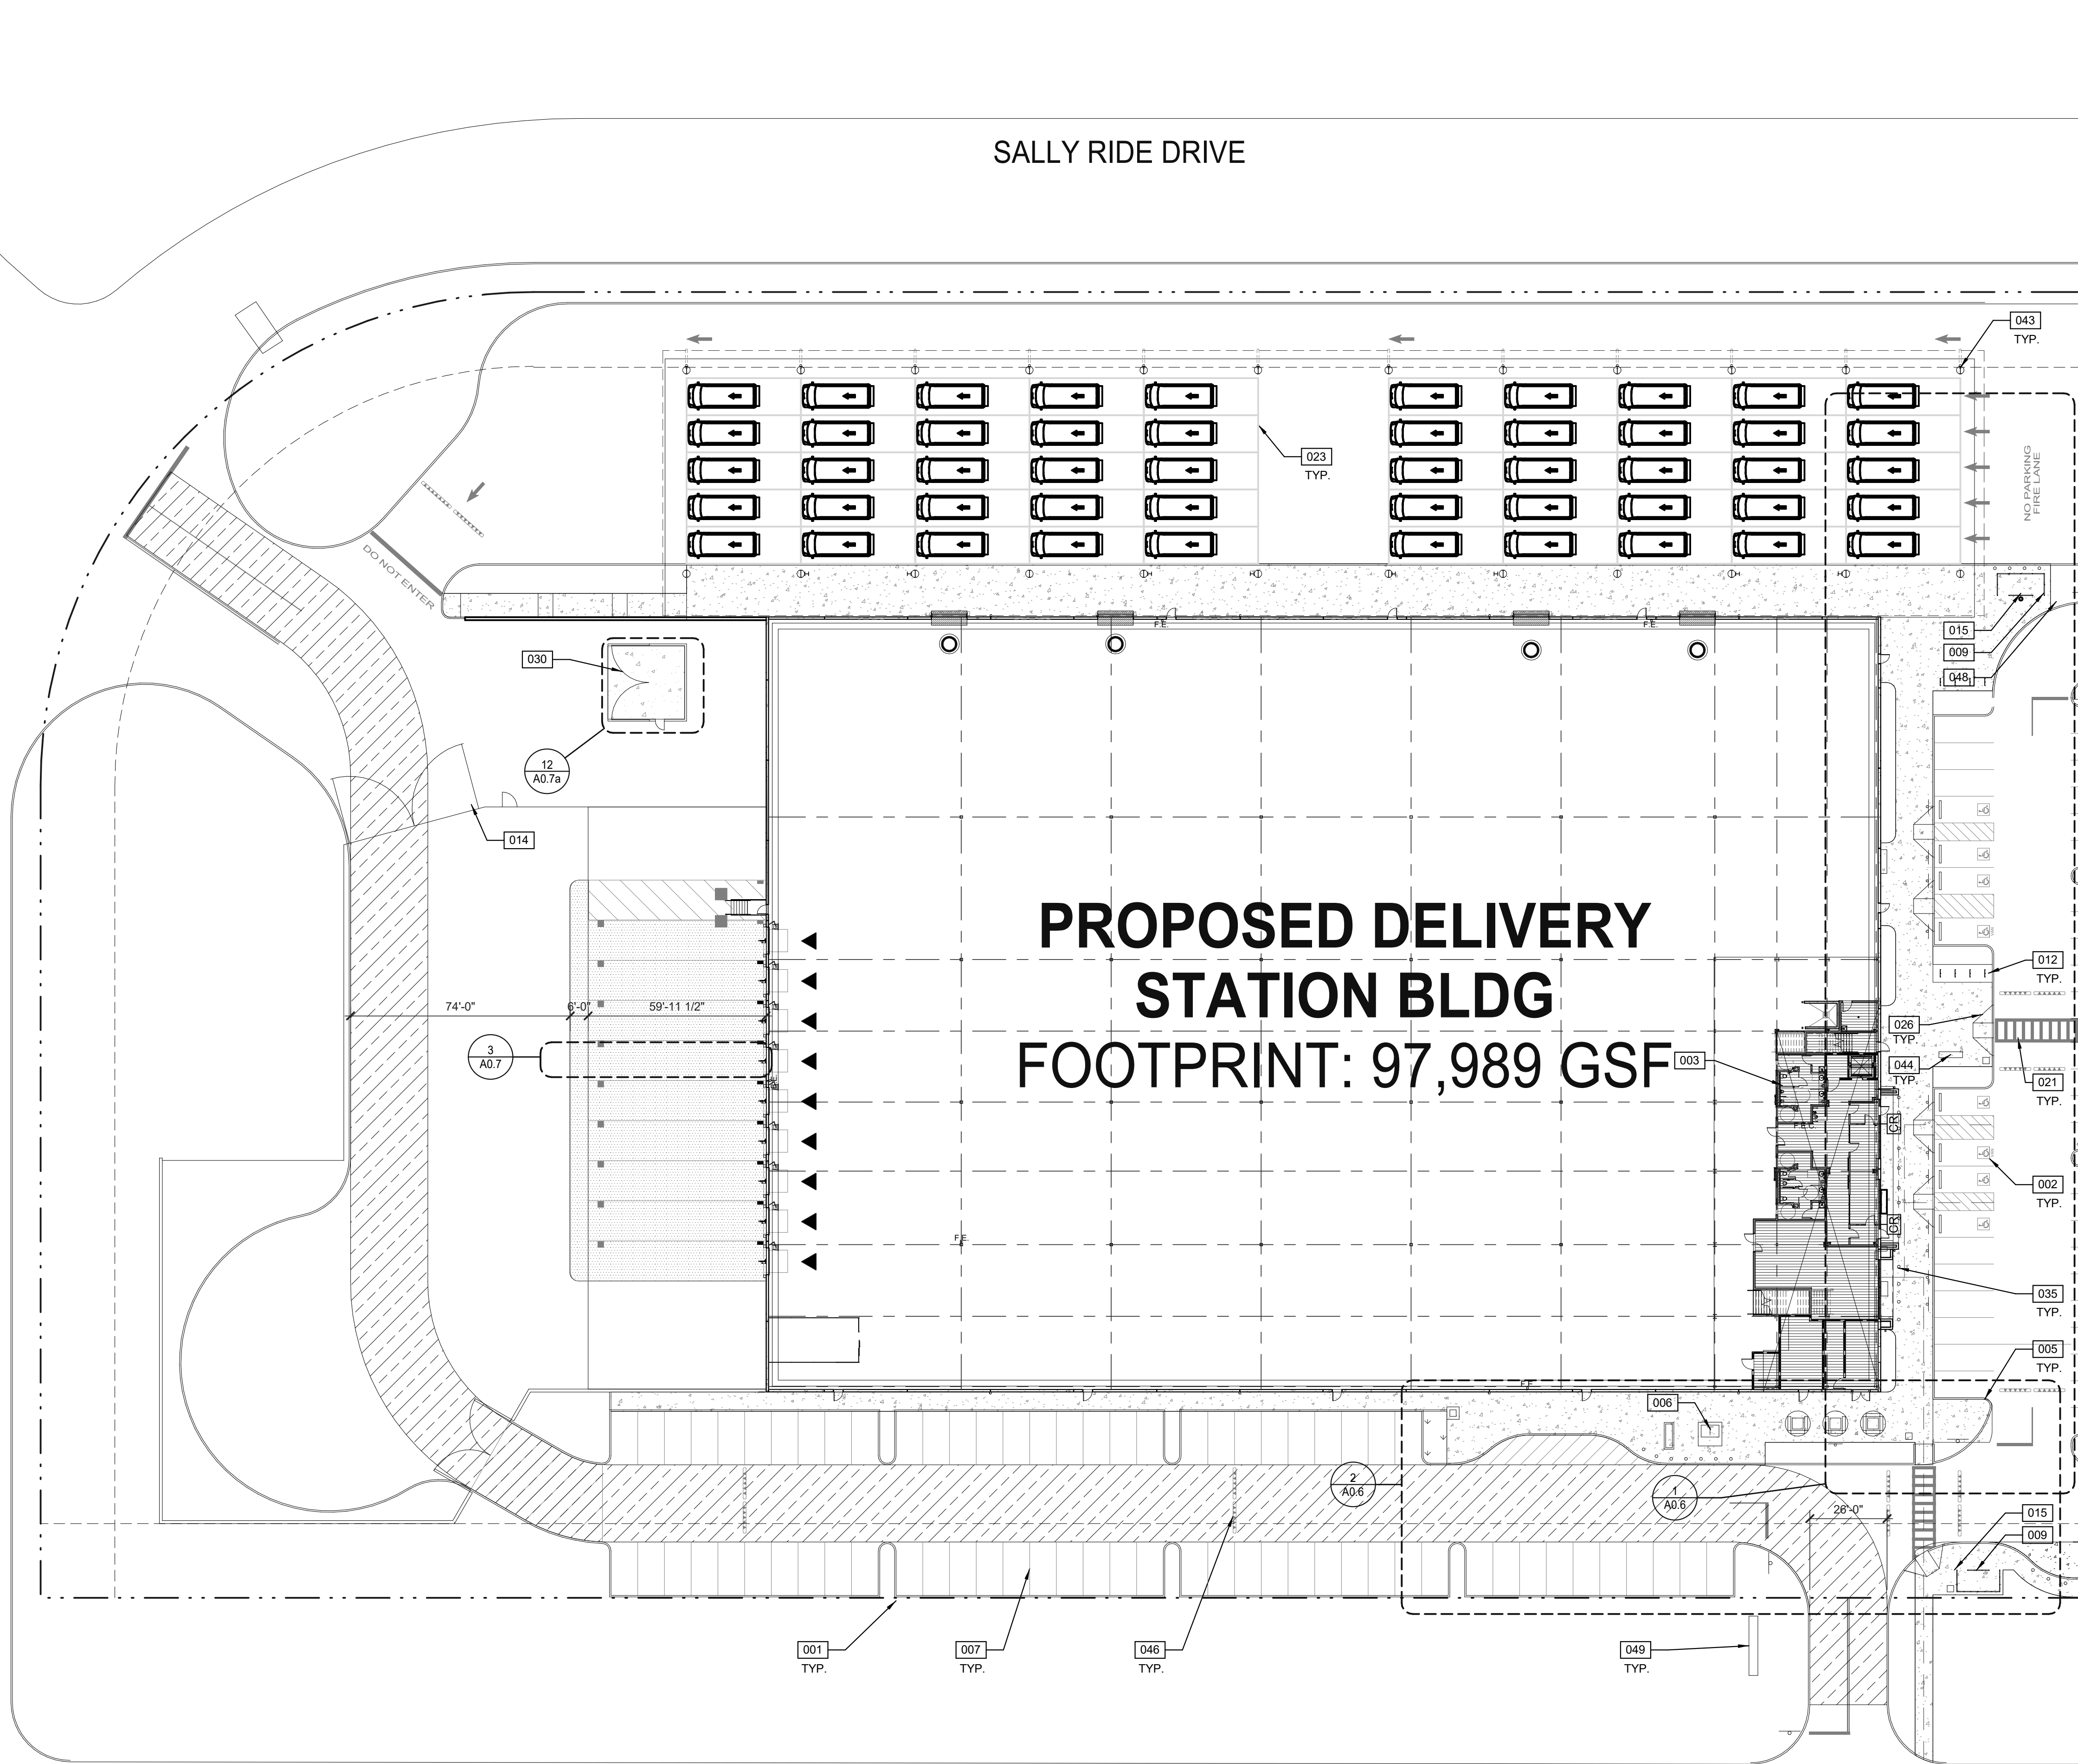 SALLY RIDE DRIVE
043
TYP.
023
TYP.
NO PARKING
FIRE LANE
DO NOT ENTER
F.E.
F.E.
015
009
048
030
12
A0.7a
014
PROPOSED DELIVERY
STATION BLDG
FOOTPRINT: 97,989 GSF
003
012
TYP.
026
TYP.
044
TYP.
021
TYP.
74'-0"
6'-0"
59'-11 1/2"
3
A0.7
CR
002
TYP.
CR
F.E.
035
TYP.
005
TYP.
F.E.
006
2
A0.6
1
A0.6
26'-0"
015
009
001
TYP.
007
TYP.
046
TYP.
049
TYP.